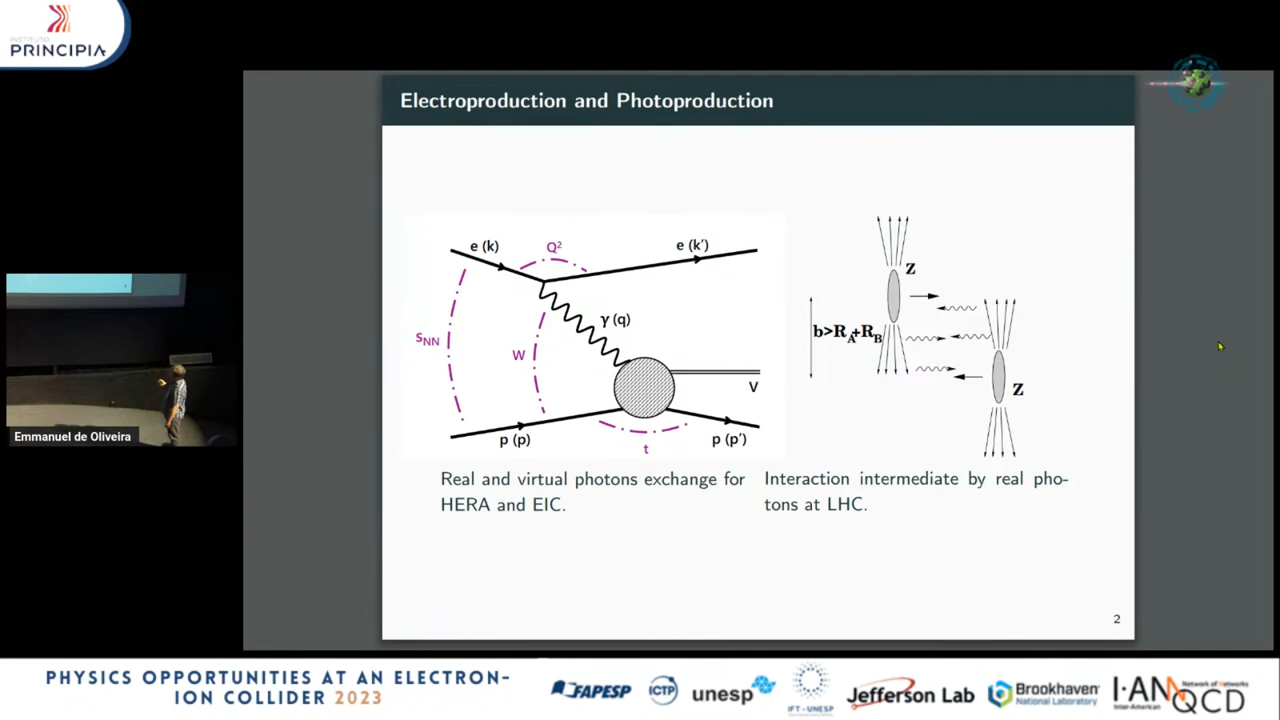 INSTITUTO
PRINCIPIA
Electroproduction and Photoproduction
e (k)
Q²
e (k')
γ (q)
S_NN
W
V
p (p)
t
p (p')
Z
b>R_A+R_B
Z
Real and virtual photons exchange for
HERA and EIC.
Interaction intermediate by real pho-
tons at LHC.
2
Emmanuel de Oliveira
PHYSICS OPPORTUNITIES AT AN ELECTRON-
ION COLLIDER 2023
FAPESP
ICTP
unesp
IFT - UNESP
Jefferson Lab
Brookhaven
National Laboratory
Network of Networks
I·ANQCD
Inter-American